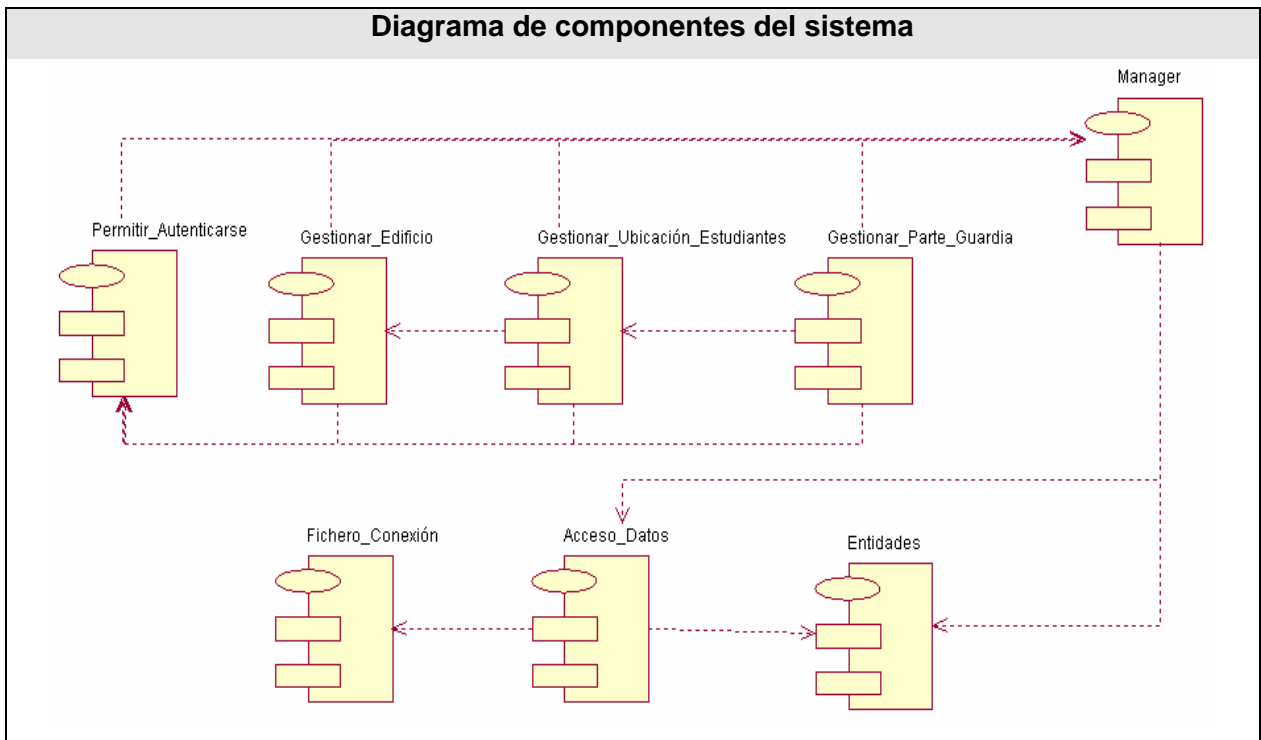 Diagrama de componentes del sistema
Manager
Permitir_Autenticarse
Gestionar_Edificio
Gestionar_Ubicación_Estudiantes
Gestionar_Parte_Guardia
Fichero_Conexión
Acceso_Datos
Entidades